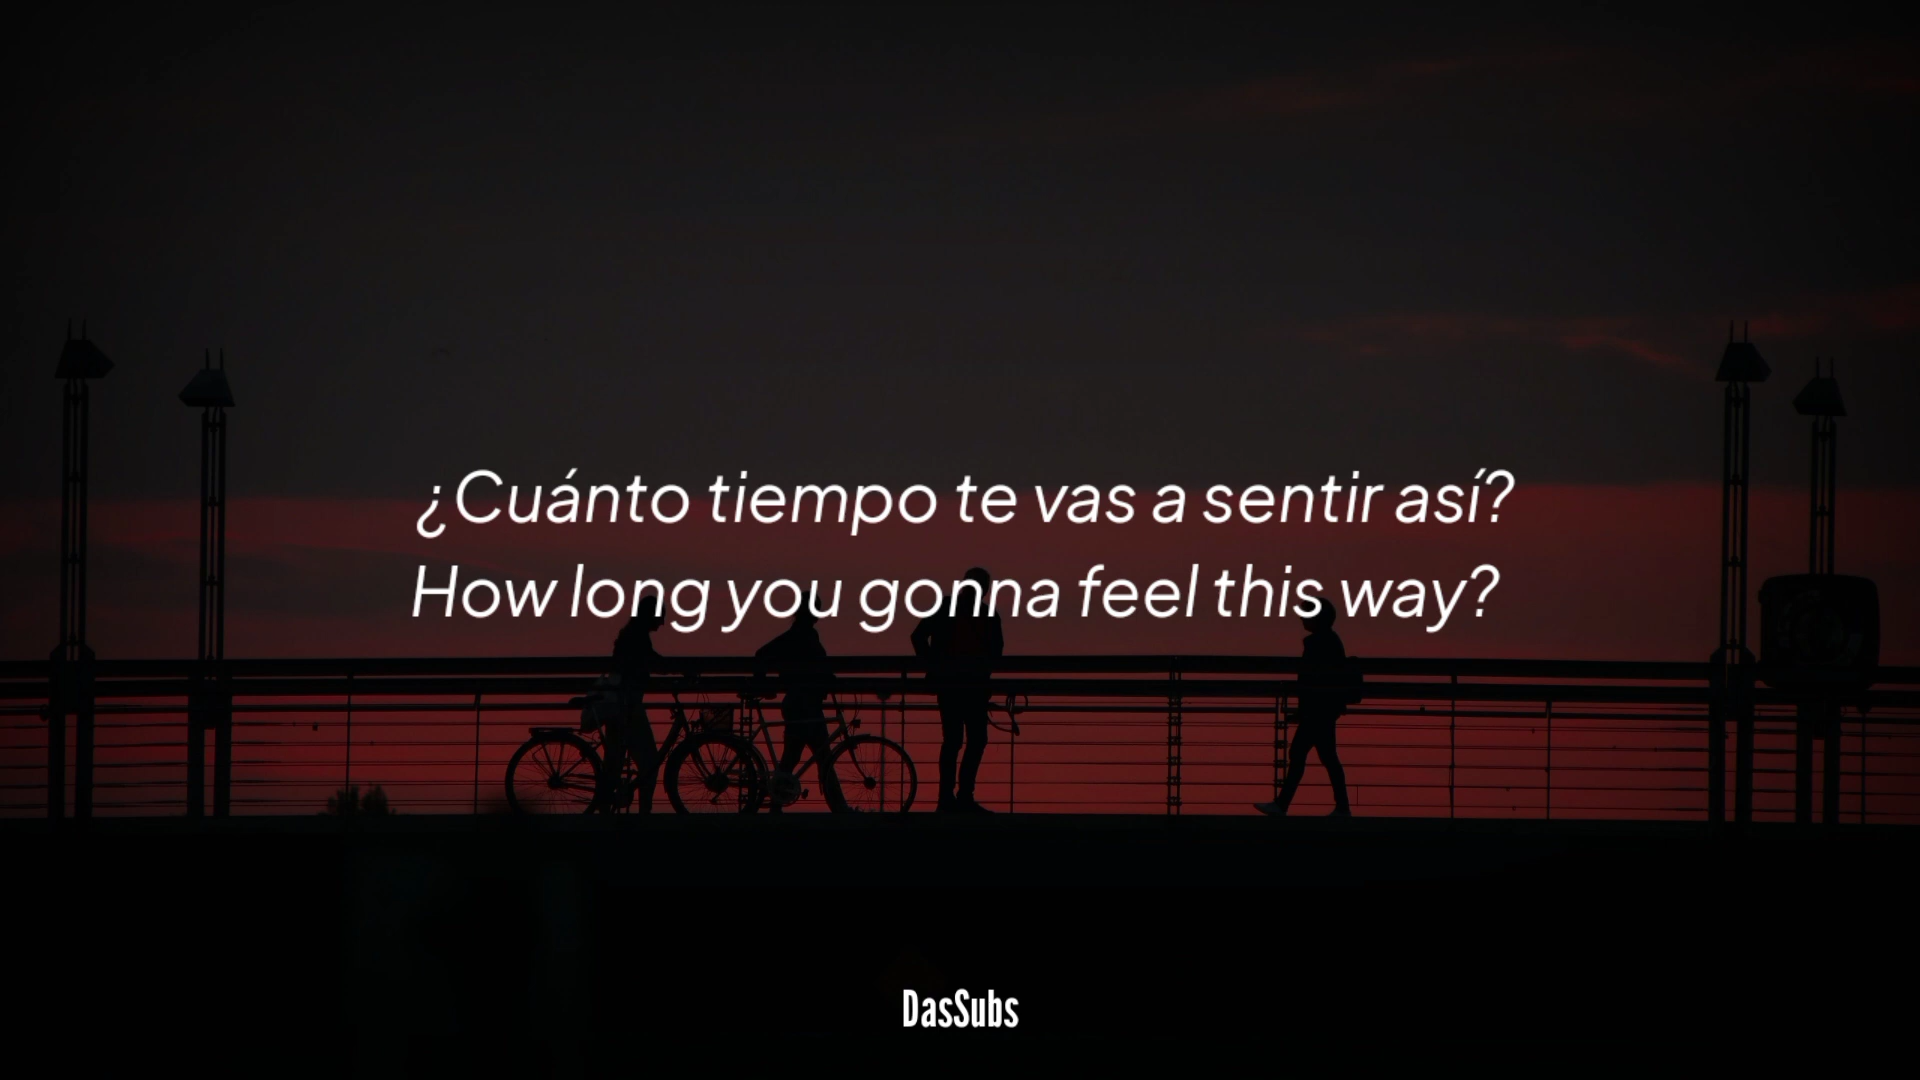 ¿Cuánto tiempo te vas a sentir así?
How long you gonna feel this way?
DasSubs